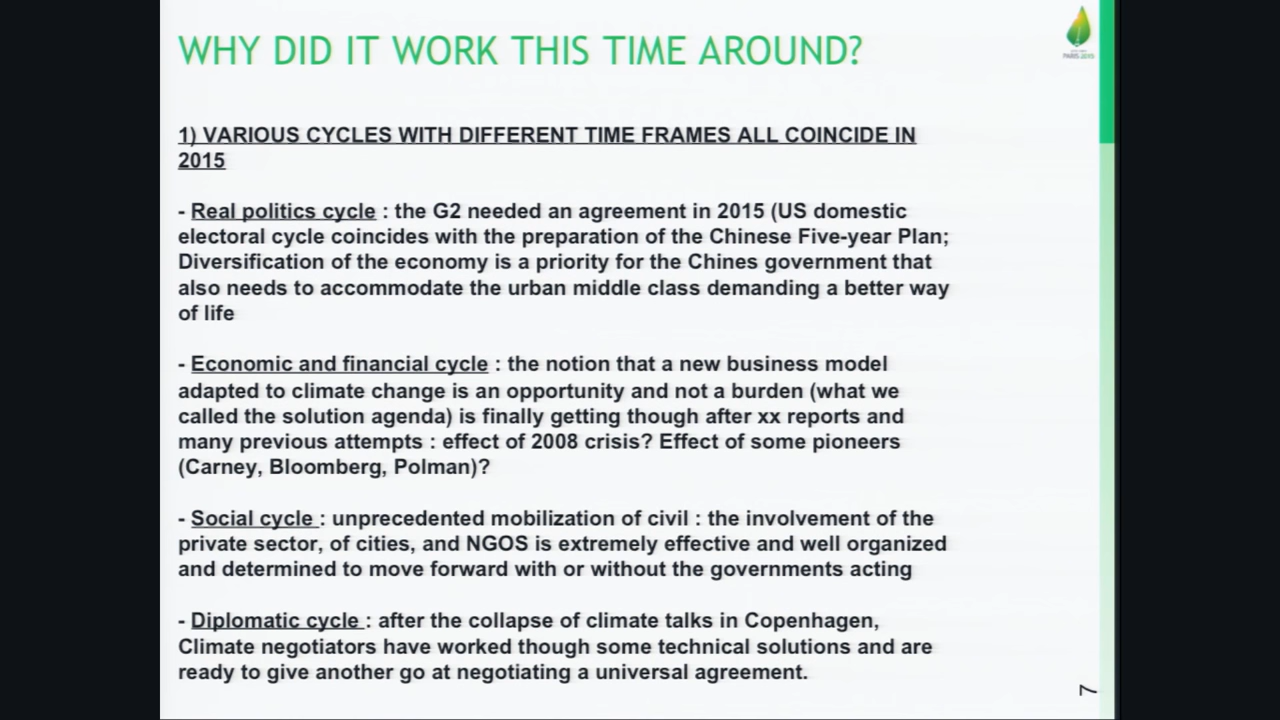 WHY DID IT WORK THIS TIME AROUND?
PARIS 2015
1) VARIOUS CYCLES WITH DIFFERENT TIME FRAMES ALL COINCIDE IN
2015
- Real politics cycle : the G2 needed an agreement in 2015 (US domestic
electoral cycle coincides with the preparation of the Chinese Five-year Plan;
Diversification of the economy is a priority for the Chines government that
also needs to accommodate the urban middle class demanding a better way
of life
- Economic and financial cycle : the notion that a new business model
adapted to climate change is an opportunity and not a burden (what we
called the solution agenda) is finally getting though after xx reports and
many previous attempts : effect of 2008 crisis? Effect of some pioneers
(Carney, Bloomberg, Polman)?
- Social cycle : unprecedented mobilization of civil : the involvement of the
private sector, of cities, and NGOS is extremely effective and well organized
and determined to move forward with or without the governments acting
- Diplomatic cycle : after the collapse of climate talks in Copenhagen,
Climate negotiators have worked though some technical solutions and are
ready to give another go at negotiating a universal agreement.
7